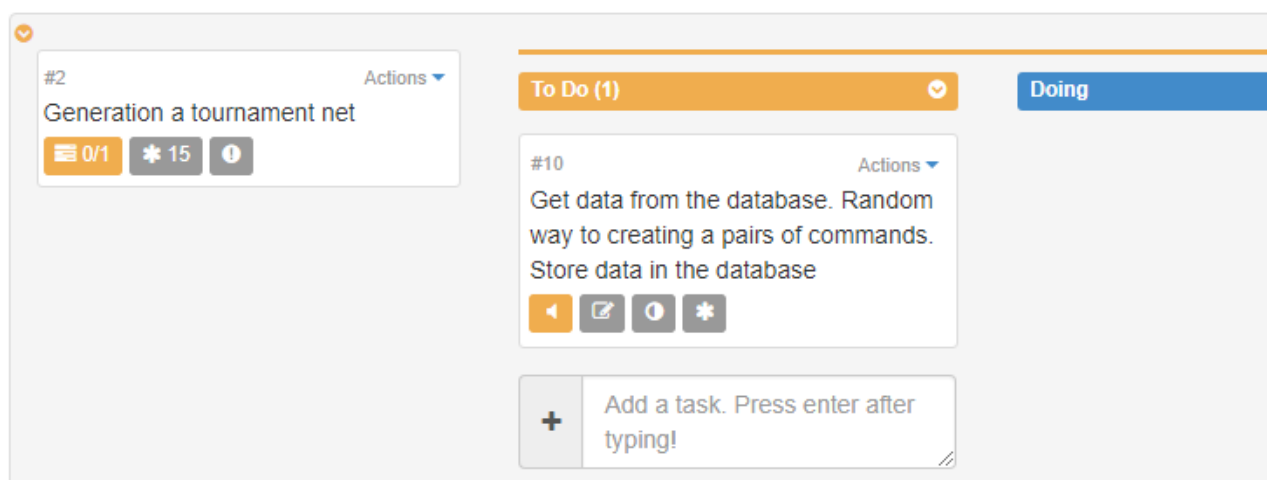 #2 Actions
Generation a tournament net
0/1 15
To Do (1)
Doing
#10 Actions
Get data from the database. Random
way to creating a pairs of commands.
Store data in the database
Add a task. Press enter after
typing!